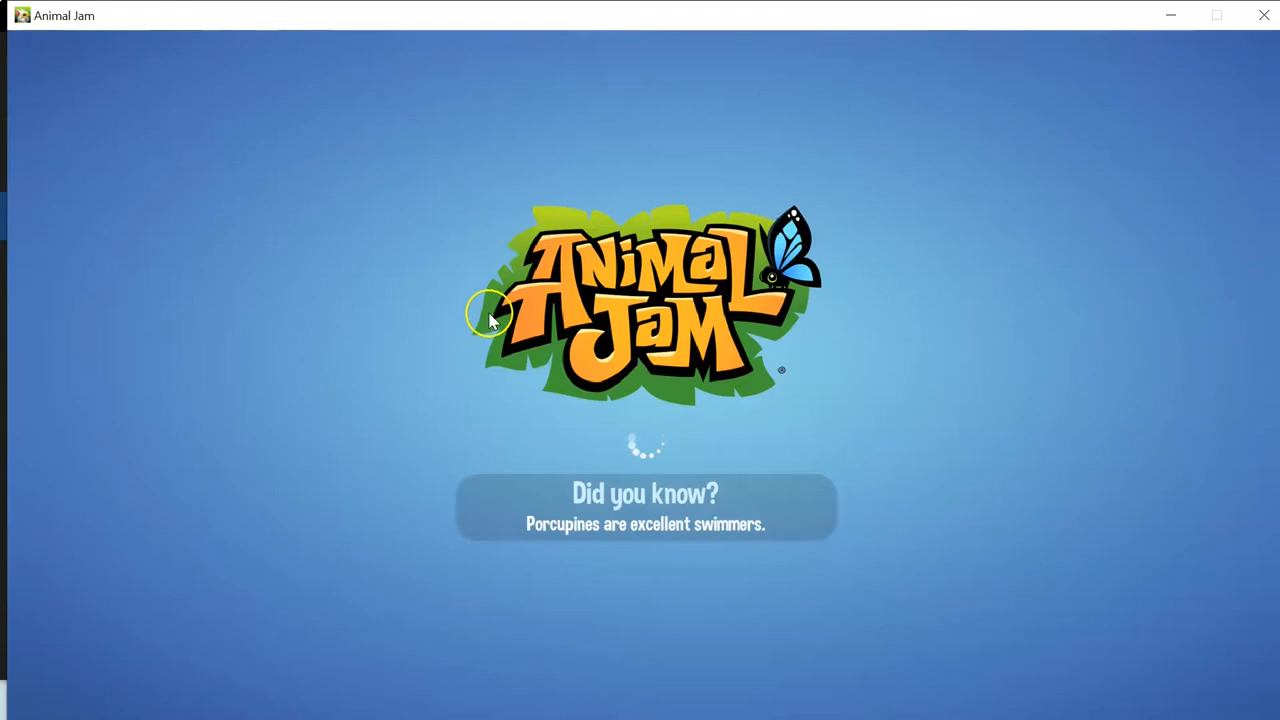 Animal Jam
ANiMaL
JaM
®
Did you know?
Porcupines are excellent swimmers.